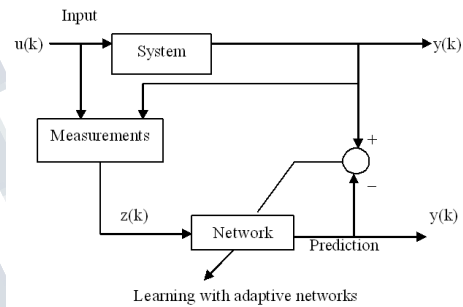 Input
u(k)
System
y(k)
Measurements
+
−
z(k)
Network
y(k)
Prediction
Learning with adaptive networks